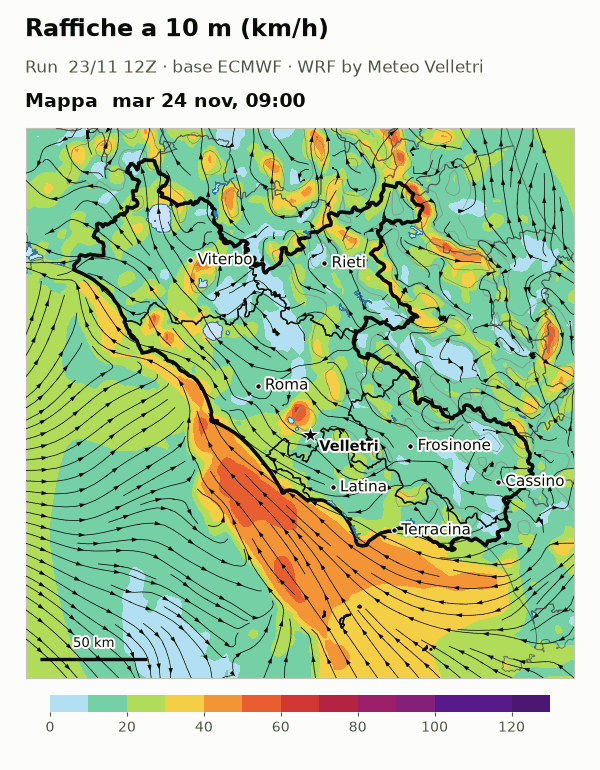 Raffiche a 10 m (km/h)
Run  23/11 12Z · base ECMWF · WRF by Meteo Velletri
Mappa  mar 24 nov, 09:00
Viterbo
Rieti
Roma
Velletri
Frosinone
Cassino
Latina
Terracina
50 km
0 20 40 60 80 100 120